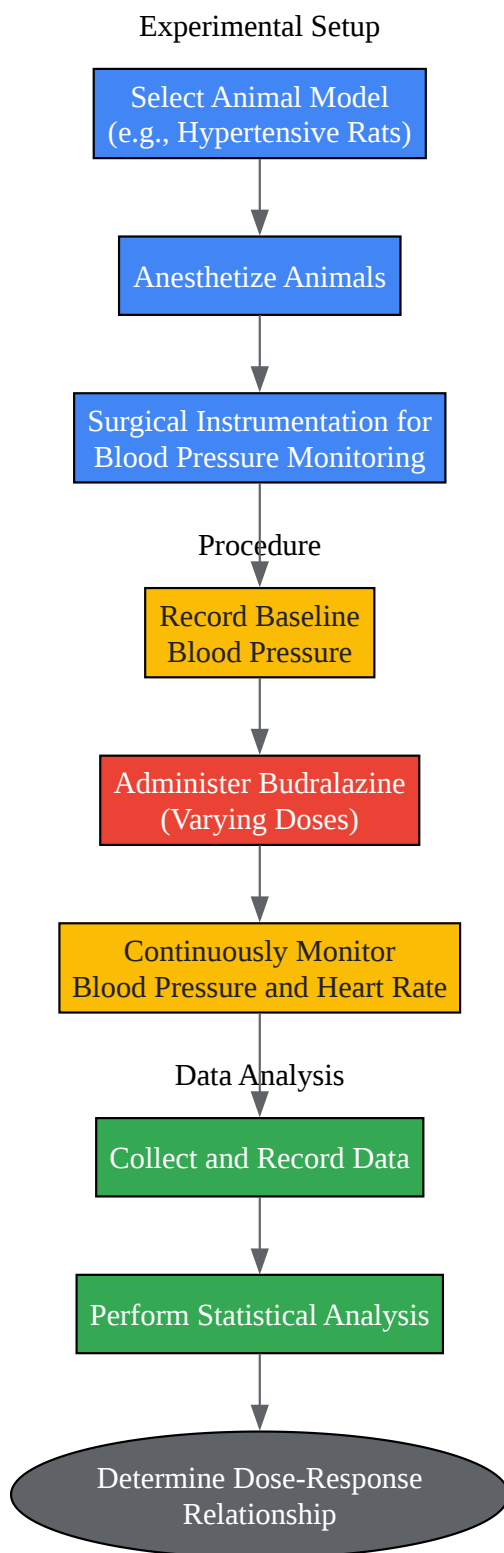 Experimental Setup
Select Animal Model
(e.g., Hypertensive Rats)
Anesthetize Animals
Surgical Instrumentation for
Blood Pressure Monitoring
Procedure
Record Baseline
Blood Pressure
Administer Budralazine
(Varying Doses)
Continuously Monitor
Blood Pressure and Heart Rate
Data Analysis
Collect and Record Data
Perform Statistical Analysis
Determine Dose-Response
Relationship